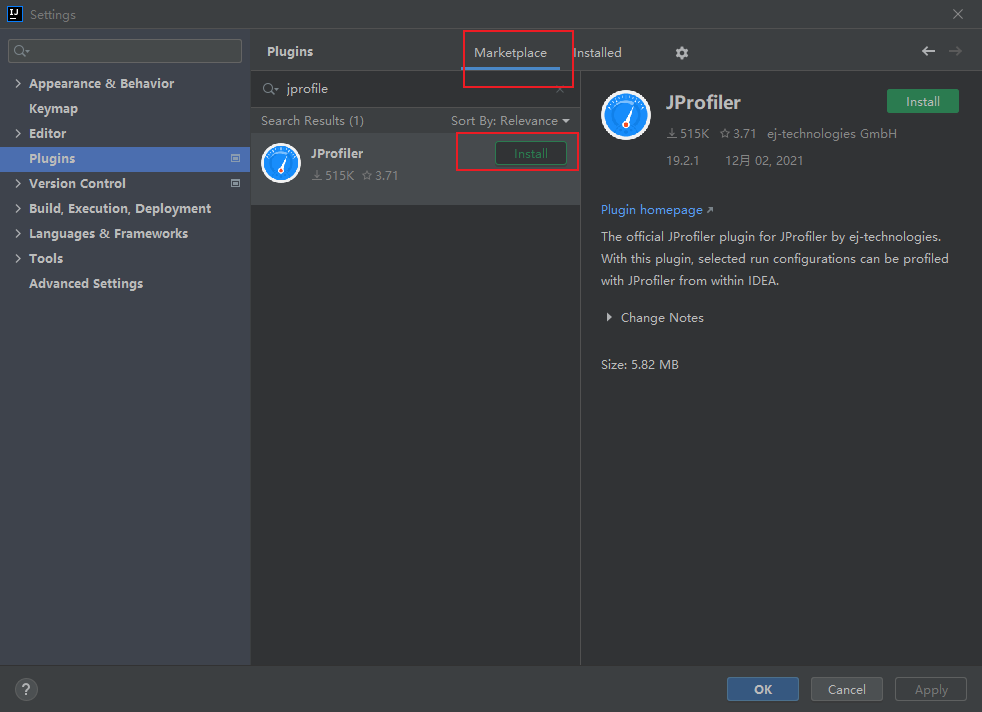 IJ
Settings
Appearance & Behavior
Keymap
Editor
Plugins
Version Control
Build, Execution, Deployment
Languages & Frameworks
Tools
Advanced Settings
Plugins
Marketplace
Installed
jprofile
Search Results (1)
Sort By: Relevance
JProfiler
515K 3.71
Install
JProfiler
Install
515K 3.71 ej-technologies GmbH
19.2.1 12月 02, 2021
Plugin homepage
The official JProfiler plugin for JProfiler by ej-technologies.
With this plugin, selected run configurations can be profiled
with JProfiler from within IDEA.
Change Notes
Size: 5.82 MB
?
OK
Cancel
Apply